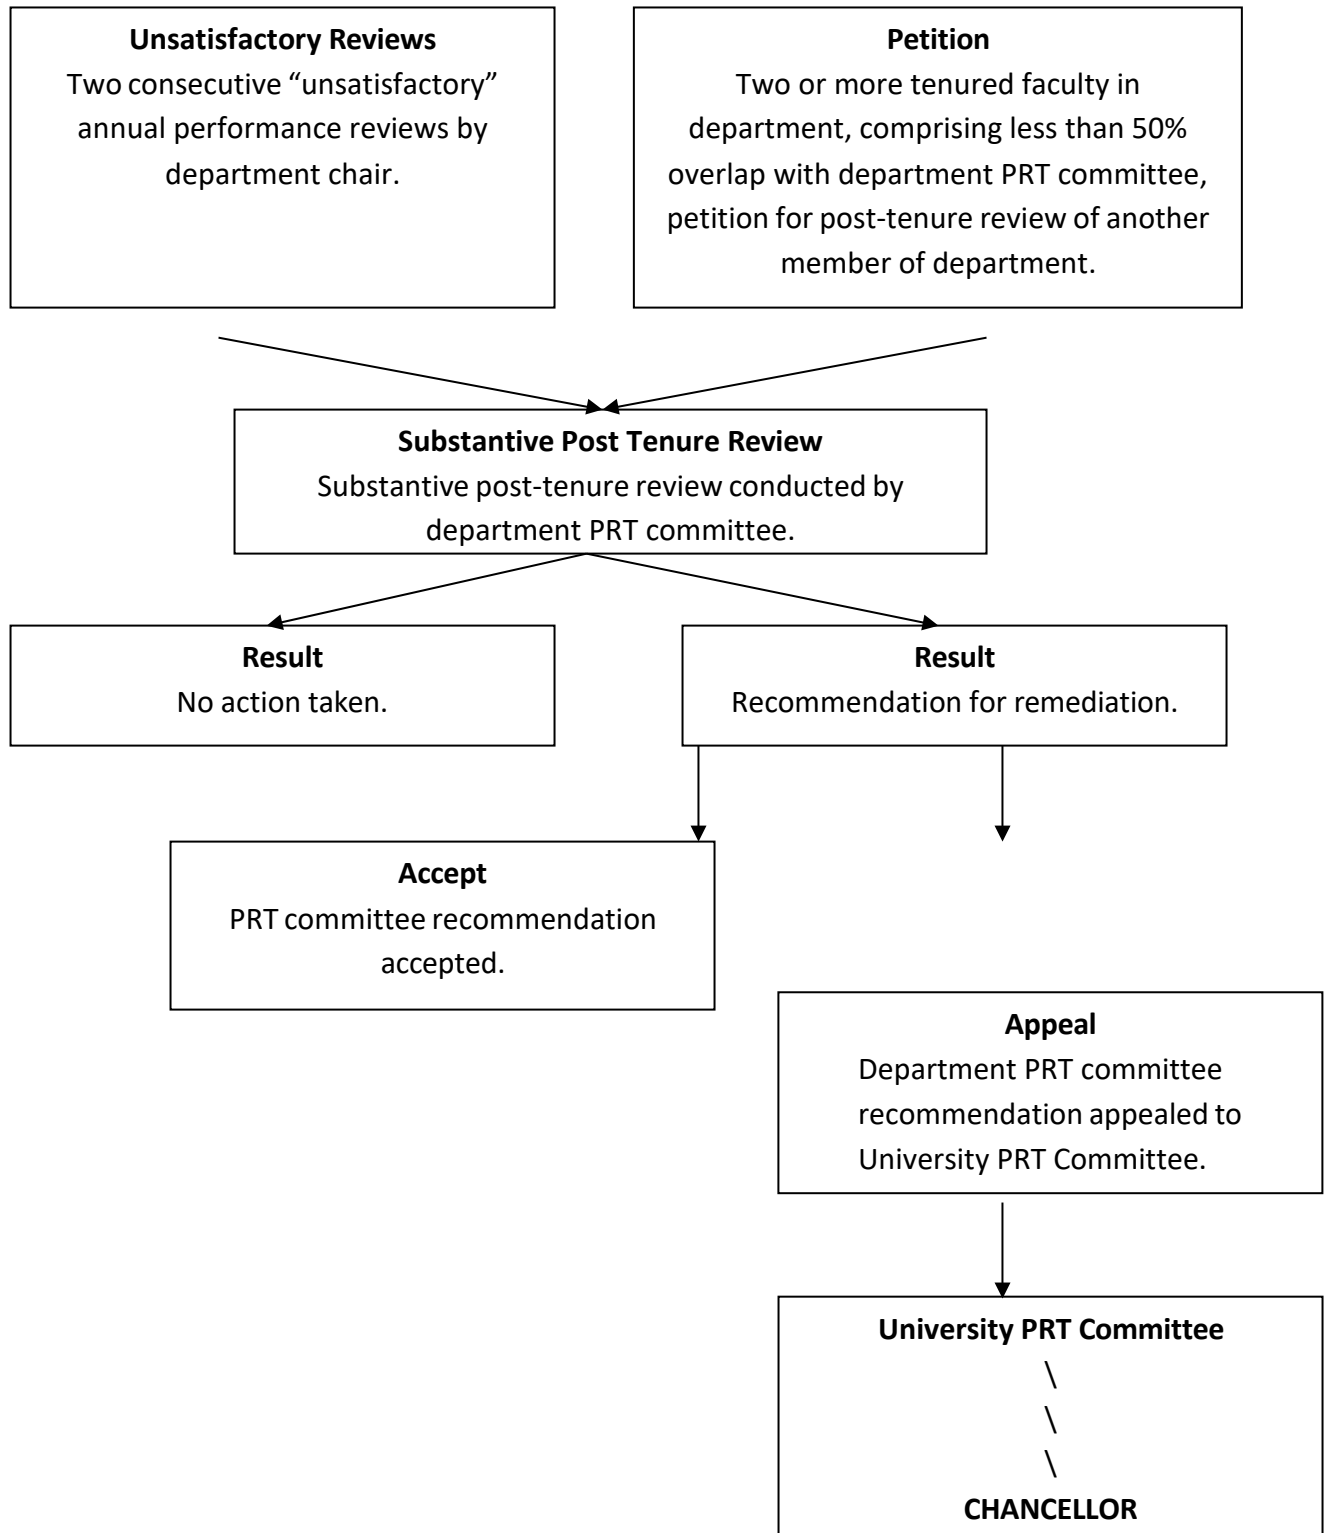 Unsatisfactory Reviews
Two consecutive “unsatisfactory”
annual performance reviews by
department chair.
Petition
Two or more tenured faculty in
department, comprising less than 50%
overlap with department PRT committee,
petition for post-tenure review of another
member of department.
Substantive Post Tenure Review
Substantive post-tenure review conducted by
department PRT committee.
Result
No action taken.
Result
Recommendation for remediation.
Accept
PRT committee recommendation
accepted.
Appeal
Department PRT committee
recommendation appealed to
University PRT Committee.
University PRT Committee
\
\
\
CHANCELLOR